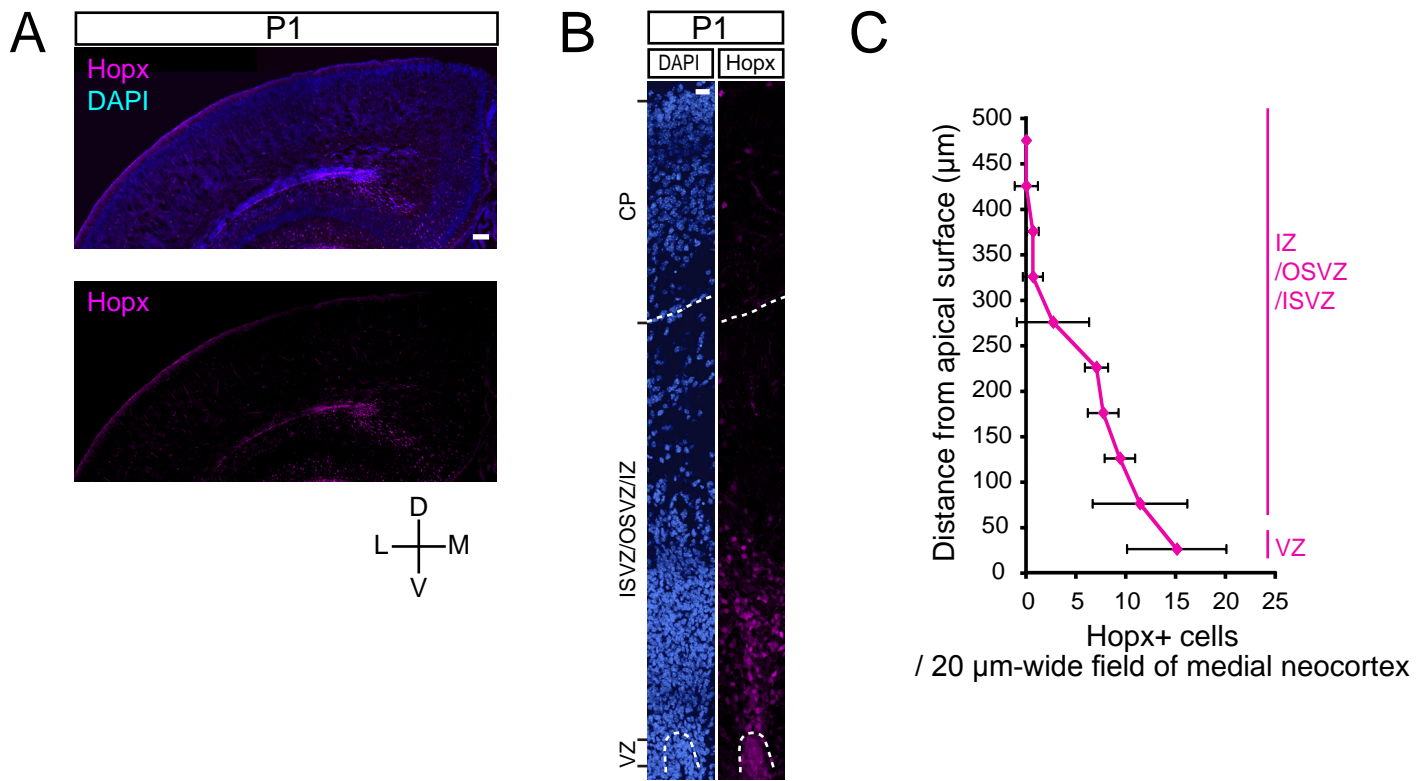 A
P1
Hopx
DAPI
Hopx
D
L M
V
B
P1
DAPI Hopx
CP
ISVZ/OSVZ/IZ
VZ
C
Distance from apical surface (µm)
500
450
400
350
300
250
200
150
100
50
0
0 5 10 15 20 25
Hopx+ cells
/ 20 µm-wide field of medial neocortex
IZ
/OSVZ
/ISVZ
VZ